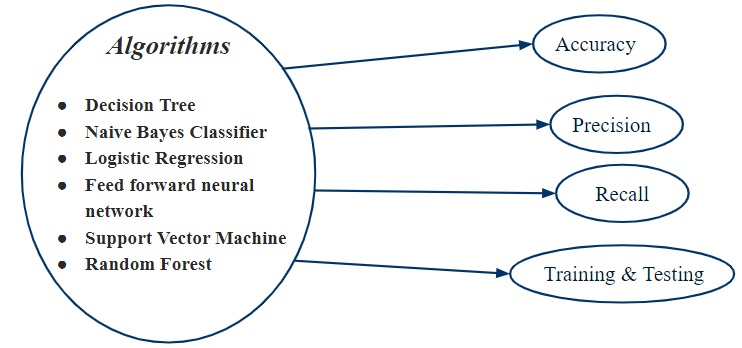 Algorithms
● Decision Tree
● Naive Bayes Classifier
● Logistic Regression
● Feed forward neural
network
● Support Vector Machine
● Random Forest
Accuracy
Precision
Recall
Training & Testing